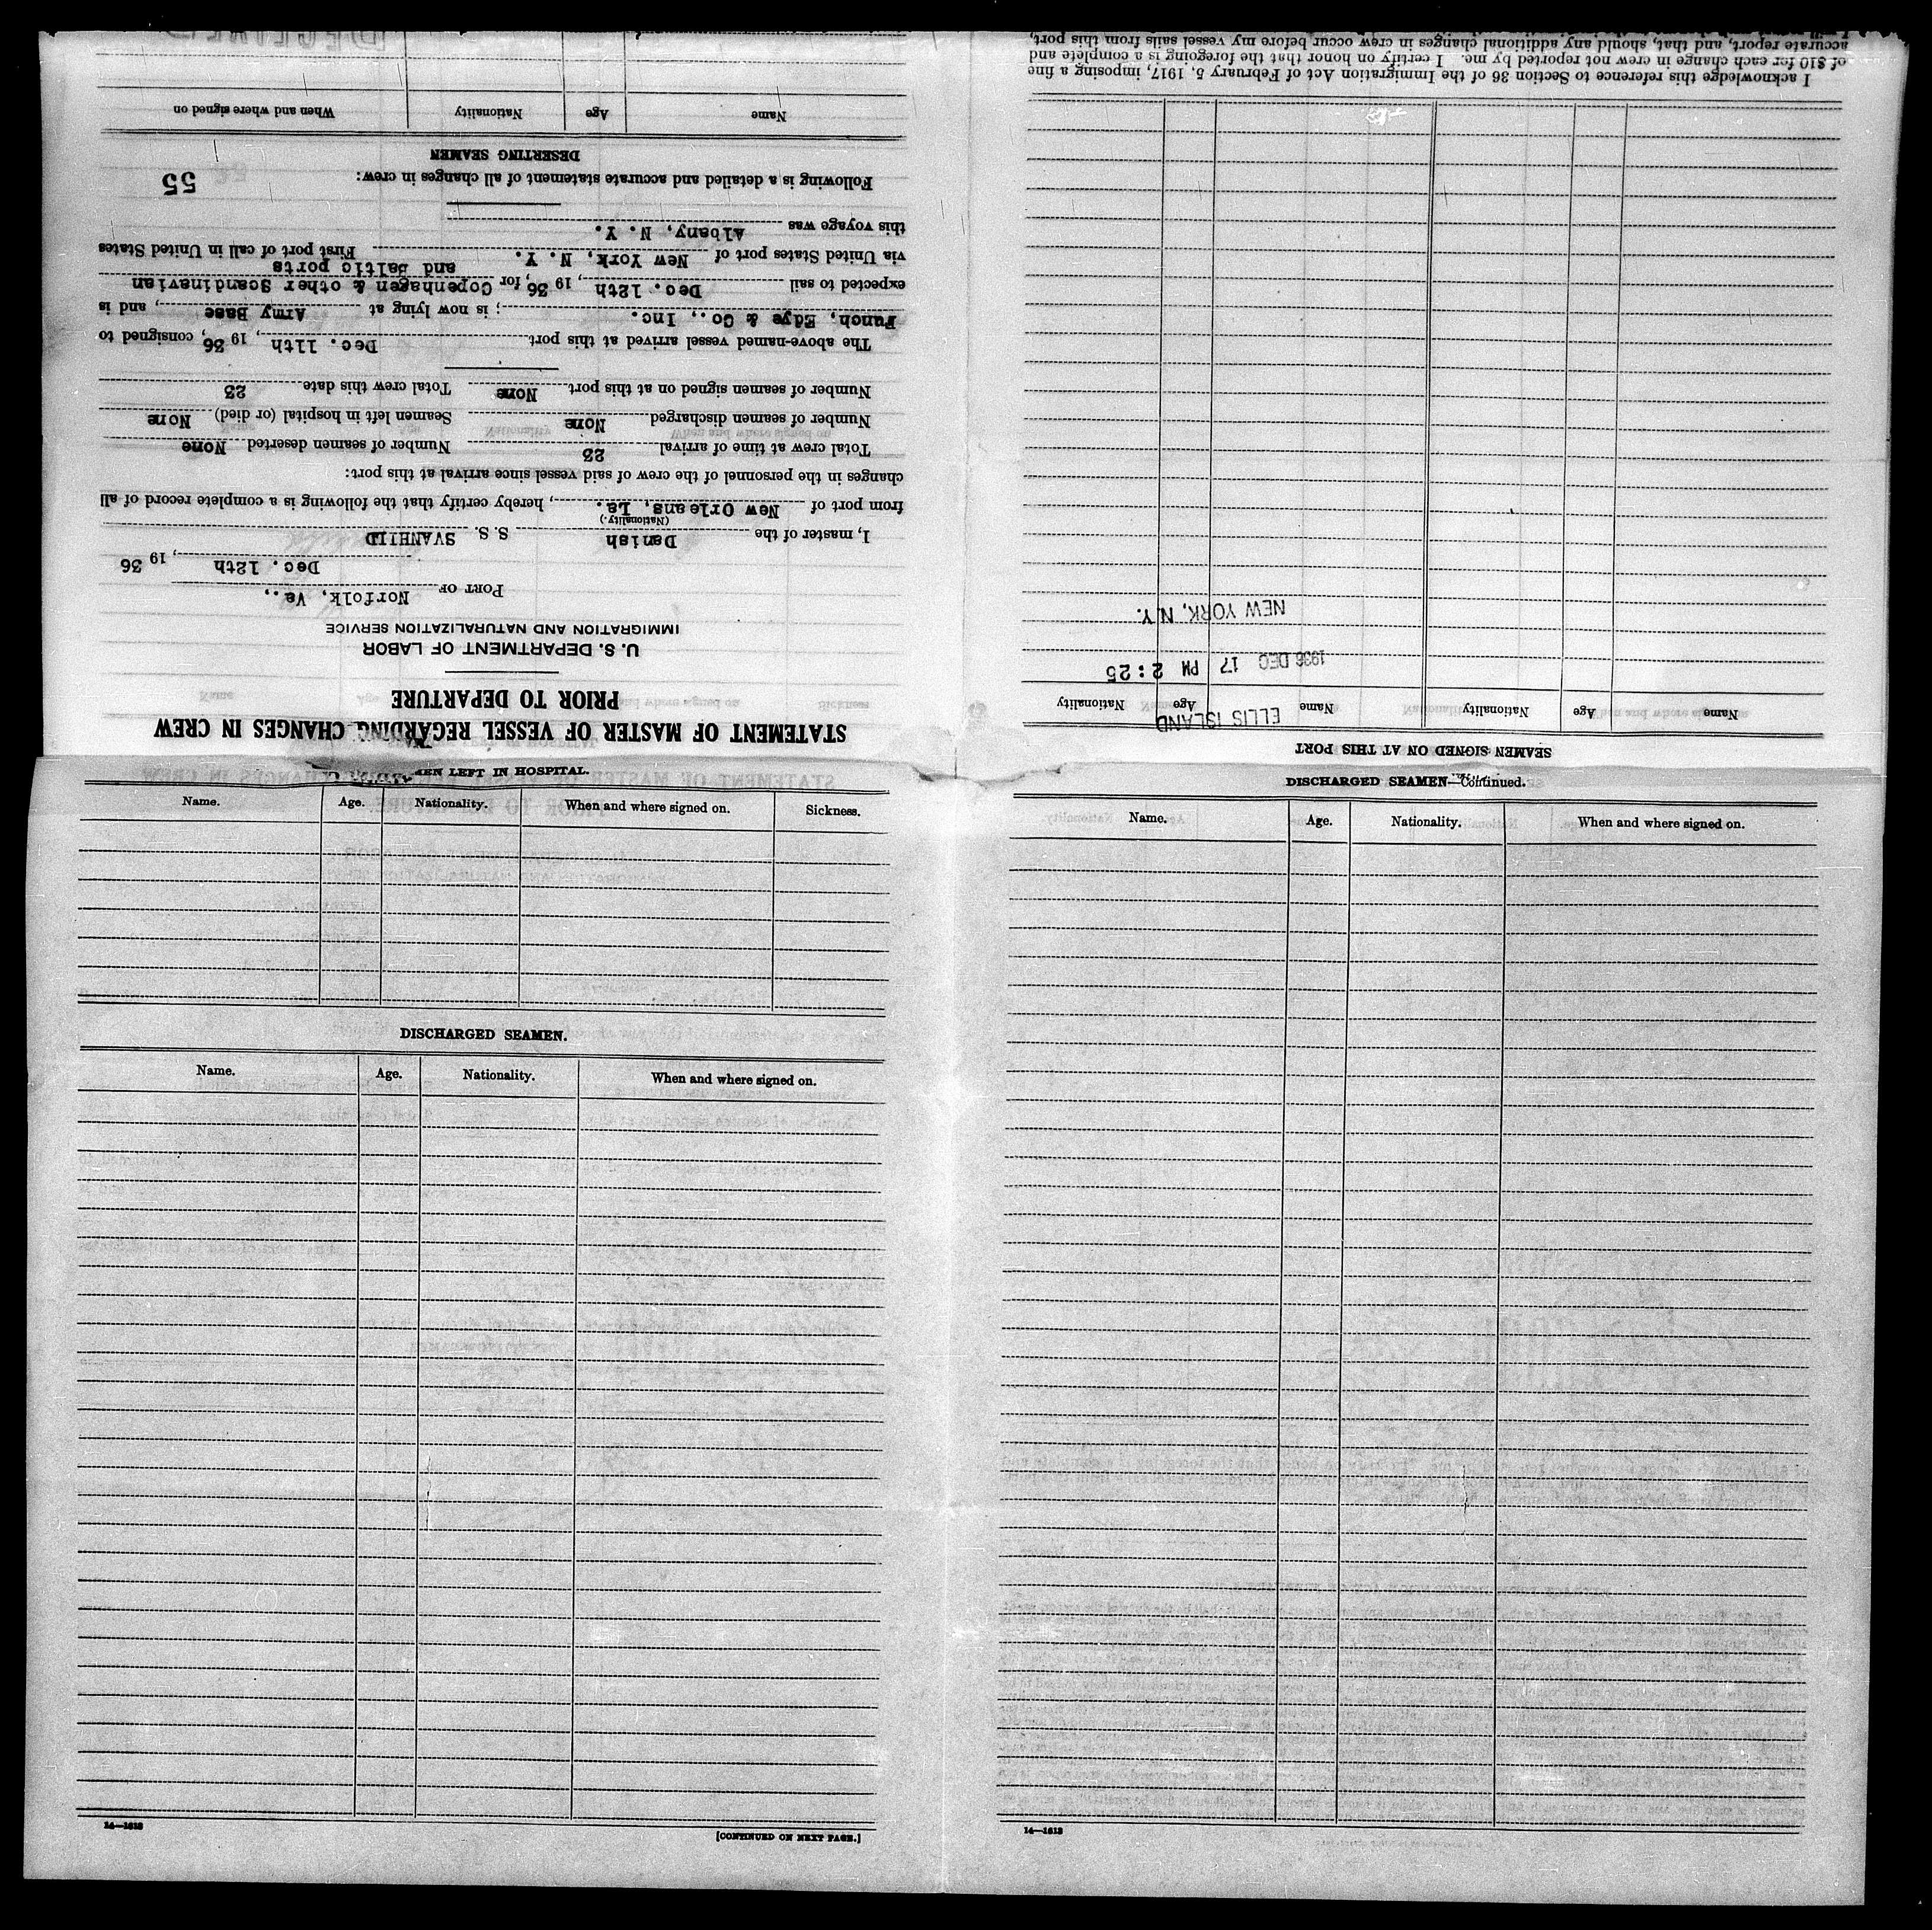 STATEMENT OF MASTER OF VESSEL REGARDING CHANGES IN CREW
PRIOR TO DEPARTURE
U. S. DEPARTMENT OF LABOR
IMMIGRATION AND NATURALIZATION SERVICE
PORT OF Norfolk, Va.,
Dec. 12th, 1936
I, master of the Danish S. S. SVANHILD
(Nationality.)
from port of New Orleans, La., hereby certify that the following is a complete record of all
changes in the personnel of the crew of said vessel since arrival at this port:
Total crew at time of arrival 23 Number of seamen deserted None
Number of seamen discharged None Seamen left in hospital (or died) None
Number of seamen signed on at this port None Total crew this date 23
The above-named vessel arrived at this port Dec. 11th, 1936, consigned to
Funch, Edye & Co., Inc. ; is now lying at Army Base, and is
expected to sail Dec. 12th, 1936, for Copenhagen & other Scandinavian
and Baltic ports
via United States port of New York, N. Y. First port of call in United States
this voyage was Albany, N. Y.
Following is a detailed and accurate statement of all changes in crew:
55
DESERTING SEAMEN
Name Age Nationality When and where signed on
SEAMEN SIGNED ON AT THIS PORT
Name Age Nationality Name Age Nationality
ELLIS ISLAND
1936 DEC 17 PM 2:25
NEW YORK, N.Y.
I acknowledge this reference to Section 36 of the Immigration Act of February 5, 1917, imposing a fine
of $10 for each change in crew not reported by me. I certify on honor that the foregoing is a complete and
accurate report, and that, should any additional changes in crew occur before my vessel sails from this port,
LEFT IN HOSPITAL.
Name. Age. Nationality. When and where signed on. Sickness.
DISCHARGED SEAMEN.
Name. Age. Nationality. When and where signed on.
14—1613
[CONTINUED ON NEXT PAGE.]
DISCHARGED SEAMEN—Continued.
Name. Age. Nationality. When and where signed on.
14—1613